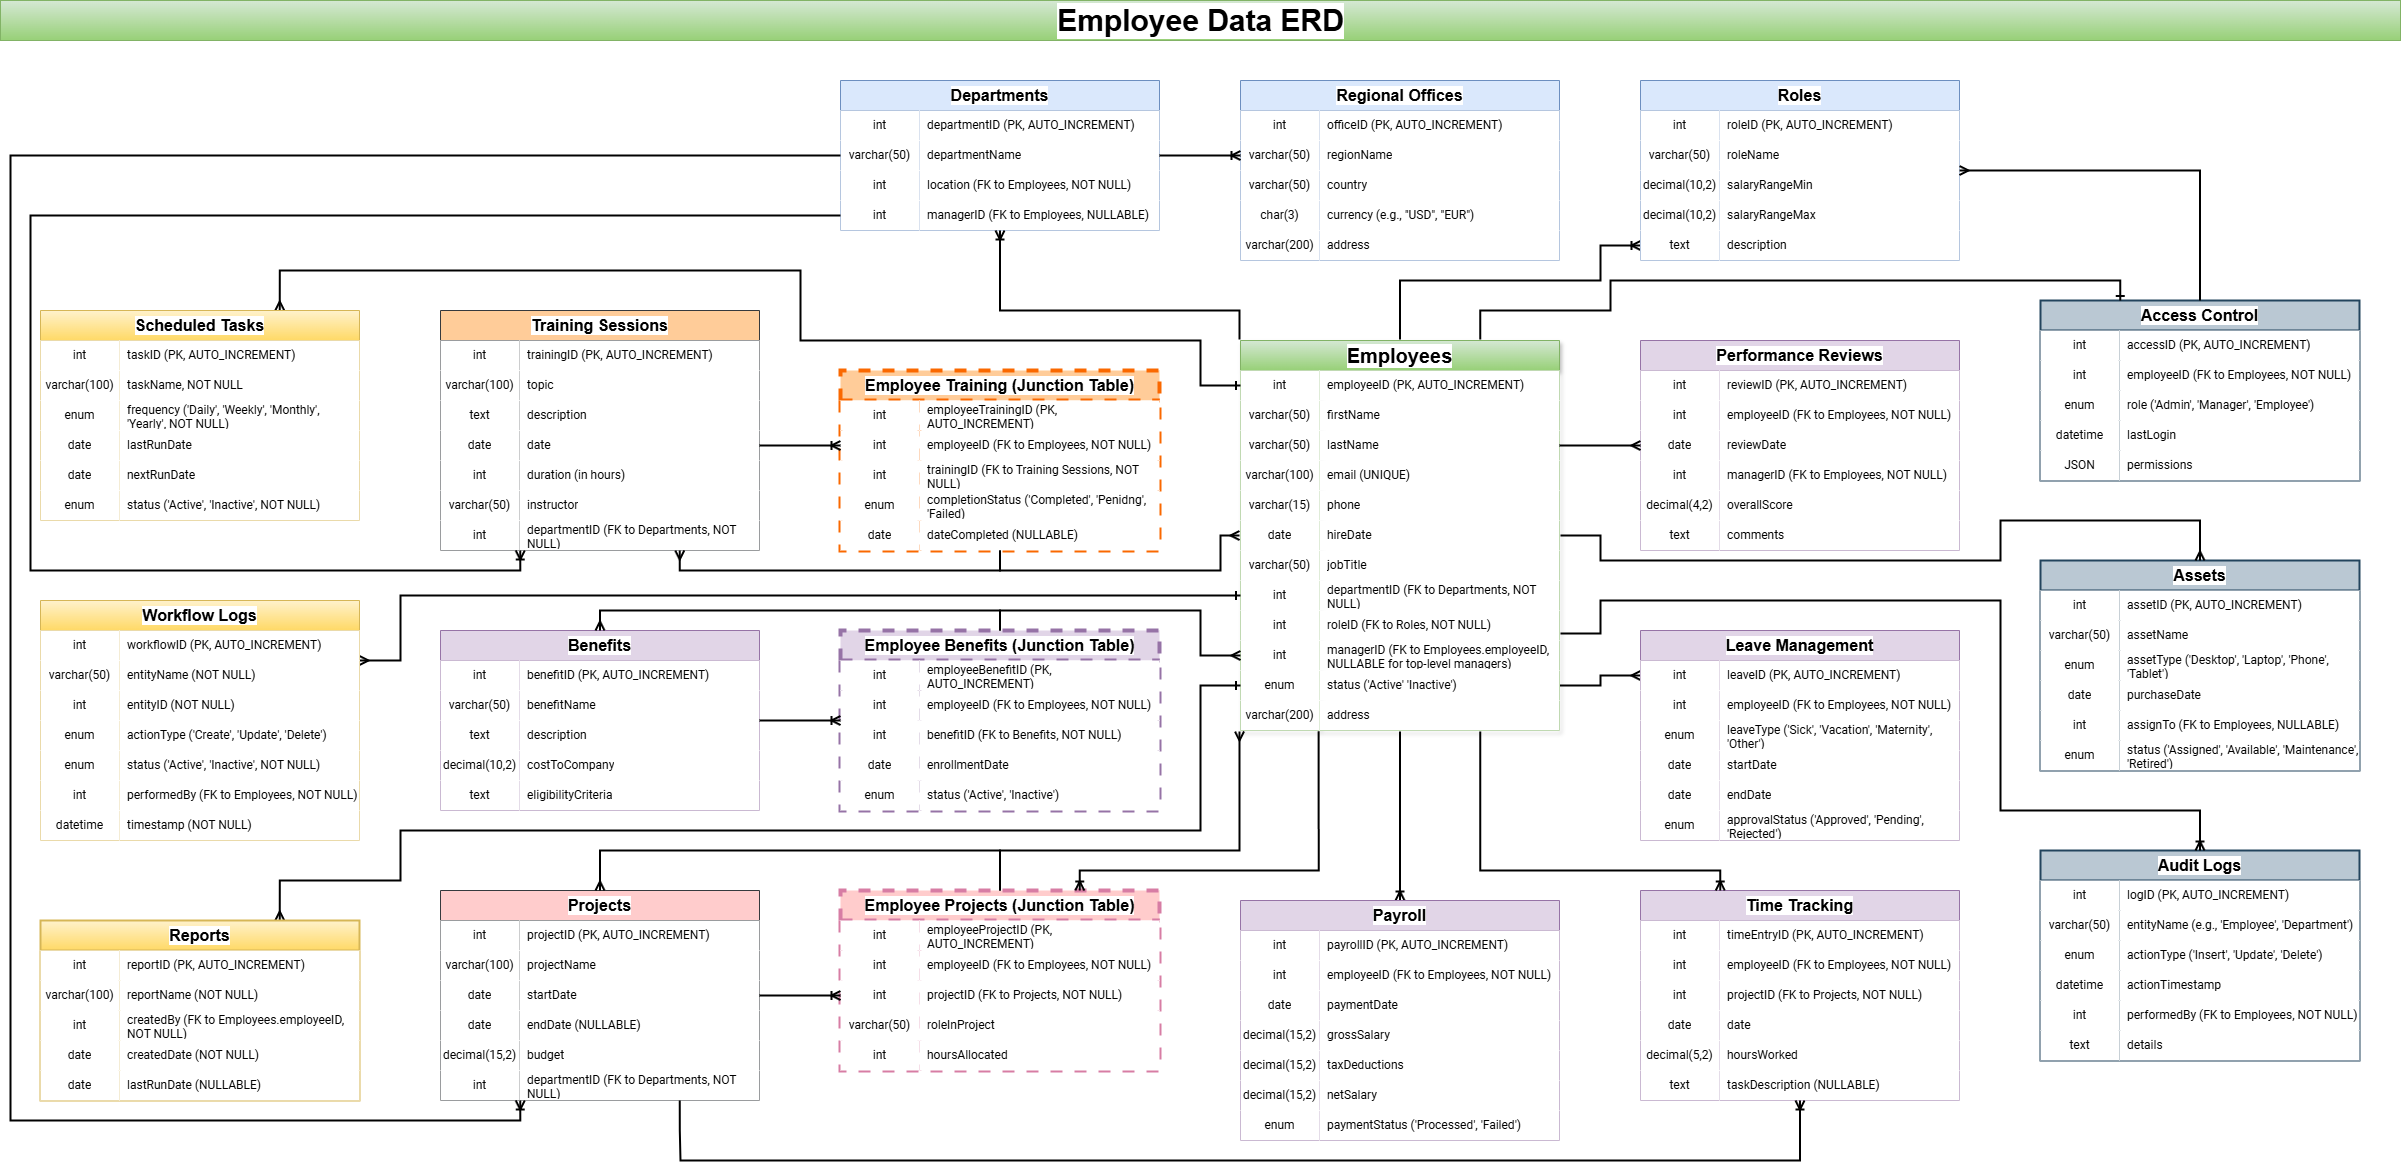 Employee Data ERD
Departments
int departmentID (PK, AUTO_INCREMENT)
varchar(50) departmentName
int location (FK to Employees, NOT NULL)
int managerID (FK to Employees, NULLABLE)
Regional Offices
int officeID (PK, AUTO_INCREMENT)
varchar(50) regionName
varchar(50) country
char(3) currency (e.g., "USD", "EUR")
varchar(200) address
Roles
int roleID (PK, AUTO_INCREMENT)
varchar(50) roleName
decimal(10,2) salaryRangeMin
decimal(10,2) salaryRangeMax
text description
Scheduled Tasks
int taskID (PK, AUTO_INCREMENT)
varchar(100) taskName, NOT NULL
enum frequency ('Daily', 'Weekly', 'Monthly',
'Yearly', NOT NULL)
date lastRunDate
date nextRunDate
enum status ('Active', 'Inactive', NOT NULL)
Training Sessions
int trainingID (PK, AUTO_INCREMENT)
varchar(100) topic
text description
date date
int duration (in hours)
varchar(50) instructor
int departmentID (FK to Departments, NOT
NULL)
Employee Training (Junction Table)
int employeeTrainingID (PK,
AUTO_INCREMENT)
int employeeID (FK to Employees, NOT NULL)
int trainingID (FK to Training Sessions, NOT
NULL)
enum completionStatus ('Completed', 'Penidng',
'Failed)
date dateCompleted (NULLABLE)
Employees
int employeeID (PK, AUTO_INCREMENT)
varchar(50) firstName
varchar(50) lastName
varchar(100) email (UNIQUE)
varchar(15) phone
date hireDate
varchar(50) jobTitle
int departmentID (FK to Departments, NOT
NULL)
int roleID (FK to Roles, NOT NULL)
int managerID (FK to Employees.employeeID,
NULLABLE for top-level managers)
enum status ('Active' 'Inactive')
varchar(200) address
Performance Reviews
int reviewID (PK, AUTO_INCREMENT)
int employeeID (FK to Employees, NOT NULL)
date reviewDate
int managerID (FK to Employees, NOT NULL)
decimal(4,2) overallScore
text comments
Access Control
int accessID (PK, AUTO_INCREMENT)
int employeeID (FK to Employees, NOT NULL)
enum role ('Admin', 'Manager', 'Employee')
datetime lastLogin
JSON permissions
Workflow Logs
int workflowID (PK, AUTO_INCREMENT)
varchar(50) entityName (NOT NULL)
int entityID (NOT NULL)
enum actionType ('Create', 'Update', 'Delete')
enum status ('Active', 'Inactive', NOT NULL)
int performedBy (FK to Employees, NOT NULL)
datetime timestamp (NOT NULL)
Benefits
int benefitID (PK, AUTO_INCREMENT)
varchar(50) benefitName
text description
decimal(10,2) costToCompany
text eligibilityCriteria
Employee Benefits (Junction Table)
int employeeBenefitID (PK,
AUTO_INCREMENT)
int employeeID (FK to Employees, NOT NULL)
int benefitID (FK to Benefits, NOT NULL)
date enrollmentDate
enum status ('Active', 'Inactive')
Leave Management
int leaveID (PK, AUTO_INCREMENT)
int employeeID (FK to Employees, NOT NULL)
enum leaveType ('Sick', 'Vacation', 'Maternity',
'Other')
date startDate
date endDate
enum approvalStatus ('Approved', 'Pending',
'Rejected')
Assets
int assetID (PK, AUTO_INCREMENT)
varchar(50) assetName
enum assetType ('Desktop', 'Laptop', 'Phone',
'Tablet')
date purchaseDate
int assignTo (FK to Employees, NULLABLE)
enum status ('Assigned', 'Available', 'Maintenance',
'Retired')
Reports
int reportID (PK, AUTO_INCREMENT)
varchar(100) reportName (NOT NULL)
int createdBy (FK to Employees.employeeID,
NOT NULL)
date createdDate (NOT NULL)
date lastRunDate (NULLABLE)
Projects
int projectID (PK, AUTO_INCREMENT)
varchar(100) projectName
date startDate
date endDate (NULLABLE)
decimal(15,2) budget
int departmentID (FK to Departments, NOT
NULL)
Employee Projects (Junction Table)
int employeeProjectID (PK,
AUTO_INCREMENT)
int employeeID (FK to Employees, NOT NULL)
int projectID (FK to Projects, NOT NULL)
varchar(50) roleInProject
int hoursAllocated
Payroll
int payrollID (PK, AUTO_INCREMENT)
int employeeID (FK to Employees, NOT NULL)
date paymentDate
decimal(15,2) grossSalary
decimal(15,2) taxDeductions
decimal(15,2) netSalary
enum paymentStatus ('Processed', 'Failed')
Time Tracking
int timeEntryID (PK, AUTO_INCREMENT)
int employeeID (FK to Employees, NOT NULL)
int projectID (FK to Projects, NOT NULL)
date date
decimal(5,2) hoursWorked
text taskDescription (NULLABLE)
Audit Logs
int logID (PK, AUTO_INCREMENT)
varchar(50) entityName (e.g., 'Employee', 'Department')
enum actionType ('Insert', 'Update', 'Delete')
datetime actionTimestamp
int performedBy (FK to Employees, NOT NULL)
text details